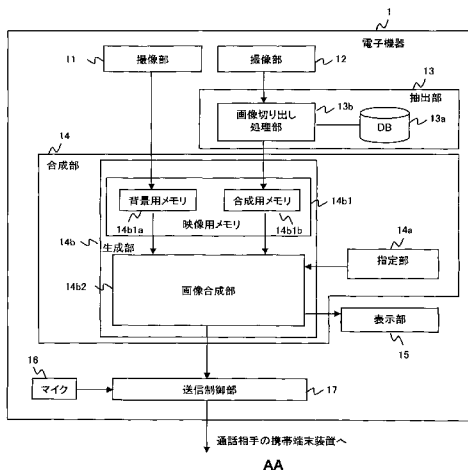 1
電子機器
11
撮像部
撮像部
12
13
抽出部
画像切り出し
処理部
13b
DB
13a
14
合成部
背景用メモリ
合成用メモリ
14b1
14b1a
映像用メモリ
14b1b
14b
生成部
14a
指定部
14b2
画像合成部
表示部
15
16
マイク
送信制御部
17
通話相手の携帯端末装置へ
AA